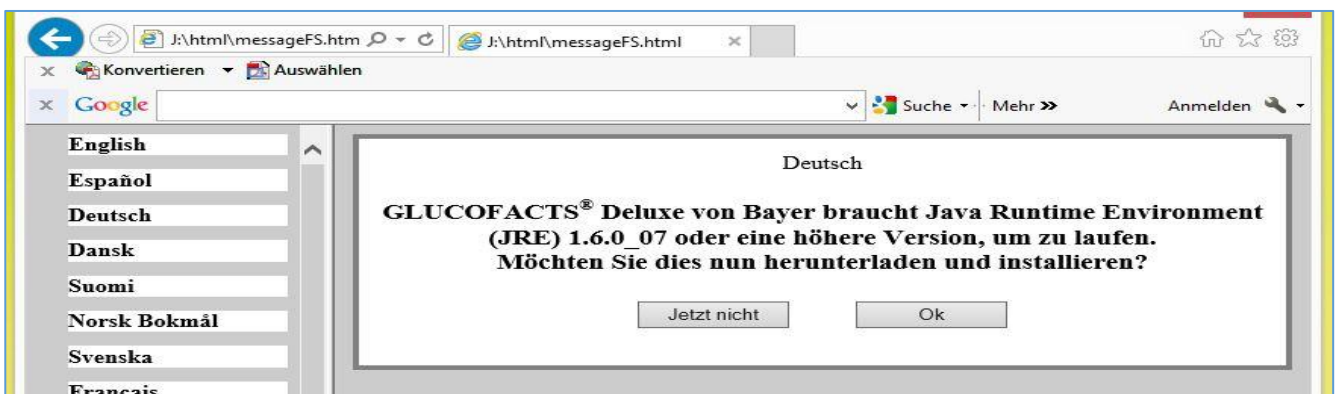 J:\html\messageFS.htm J:\html\messageFS.html
Konvertieren Auswählen
Google Suche Mehr Anmelden
English
Español
Deutsch
Dansk
Suomi
Norsk Bokmål
Svenska
Français
Deutsch
GLUCOFACTS® Deluxe von Bayer braucht Java Runtime Environment
(JRE) 1.6.0_07 oder eine höhere Version, um zu laufen.
Möchten Sie dies nun herunterladen und installieren?
Jetzt nicht Ok